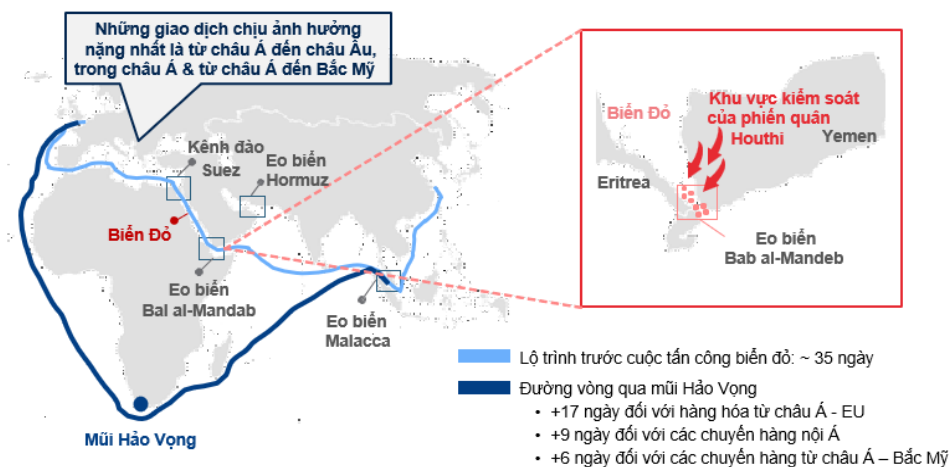 Những giao dịch chịu ảnh hưởng
nặng nhất là từ châu Á đến châu Âu,
trong châu Á & từ châu Á đến Bắc Mỹ
Kênh đào
Suez
Eo biển
Hormuz
Biển Đỏ
Eo biển
Bal al-Mandab
Eo biển
Malacca
Mũi Hảo Vọng
Khu vực kiểm soát
của phiến quân
Houthi
Biển Đỏ
Yemen
Eritrea
Eo biển
Bab al-Mandeb
Lộ trình trước cuộc tấn công biển đỏ: ~ 35 ngày
Đường vòng qua mũi Hảo Vọng
• +17 ngày đối với hàng hóa từ châu Á - EU
• +9 ngày đối với các chuyến hàng nội Á
• +6 ngày đối với các chuyến hàng từ châu Á – Bắc Mỹ